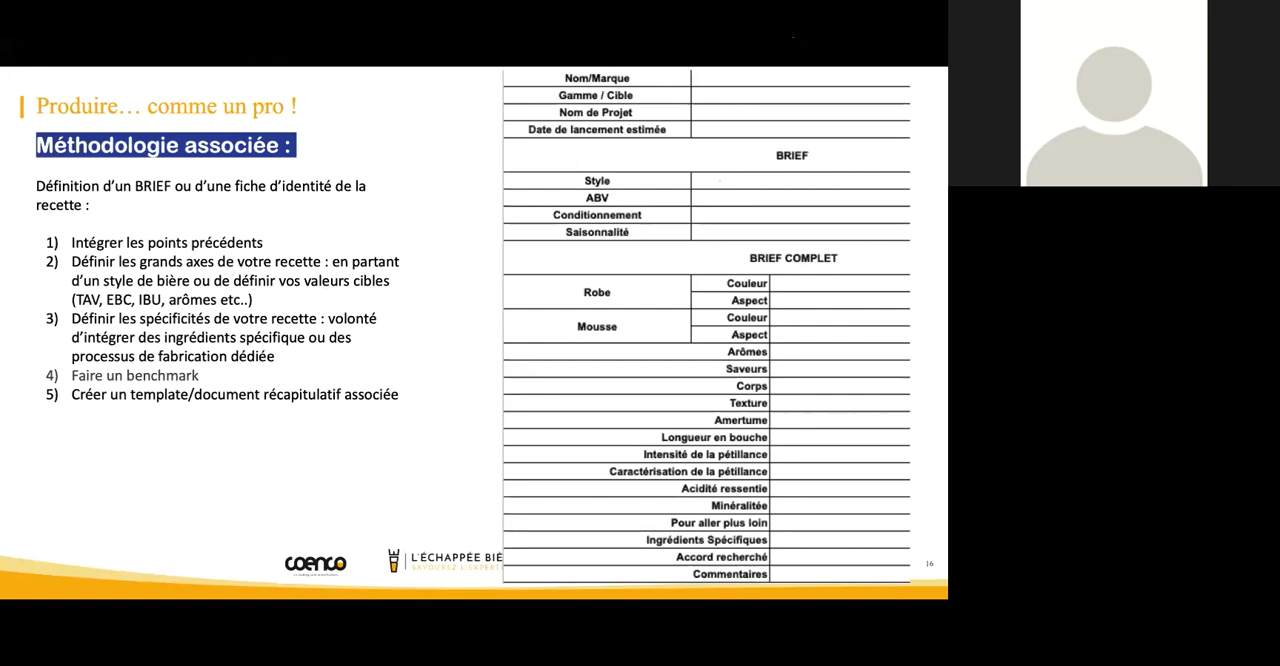 Produire… comme un pro !
Méthodologie associée :
Définition d’un BRIEF ou d’une fiche d’identité de la
recette :
1) Intégrer les points précédents
2) Définir les grands axes de votre recette : en partant
d’un style de bière ou de définir vos valeurs cibles
(TAV, EBC, IBU, arômes etc..)
3) Définir les spécificités de votre recette : volonté
d’intégrer des ingrédients spécifique ou des
processus de fabrication dédiée
4) Faire un benchmark
5) Créer un template/document récapitulatif associée
Nom/Marque
Gamme / Cible
Nom de Projet
Date de lancement estimée
BRIEF
Style
ABV
Conditionnement
Saisonnalité
BRIEF COMPLET
Robe
Couleur
Aspect
Mousse
Couleur
Aspect
Arômes
Saveurs
Corps
Texture
Amertume
Longueur en bouche
Intensité de la pétillance
Caractérisation de la pétillance
Acidité ressentie
Minéralitée
Pour aller plus loin
Ingrédients Spécifiques
Accord recherché
Commentaires
coenco
L'ÉCHAPPÉE BIÈ
SAVOUREZ L'EXPERT
16